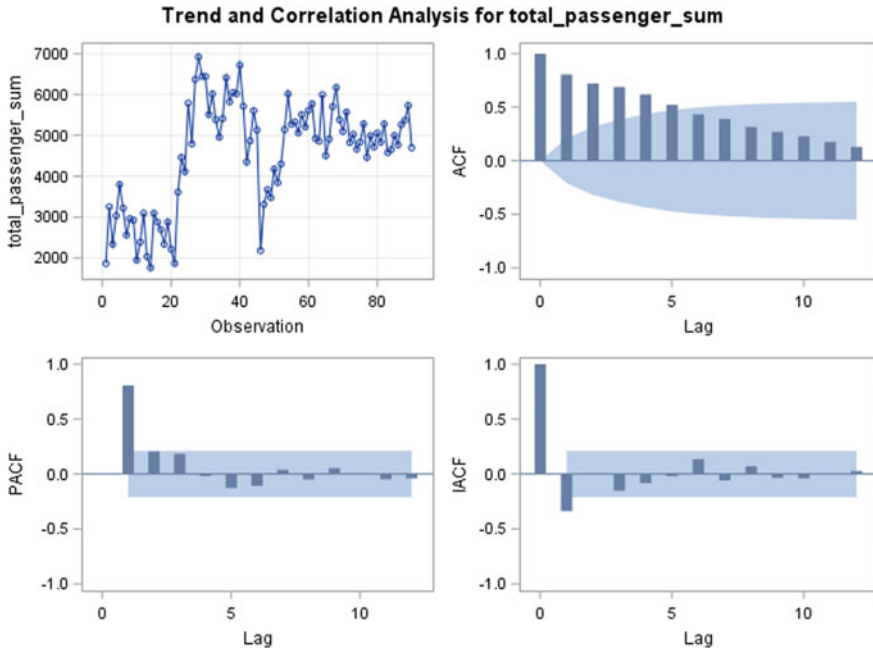 Trend and Correlation Analysis for total_passenger_sum
7000
6000
5000
4000
3000
2000
total_passenger_sum
0 20 40 60 80
Observation
1.0
0.5
0.0
-0.5
-1.0
ACF
0 5 10
Lag
1.0
0.5
0.0
-0.5
-1.0
PACF
0 5 10
Lag
1.0
0.5
0.0
-0.5
-1.0
IACF
0 5 10
Lag